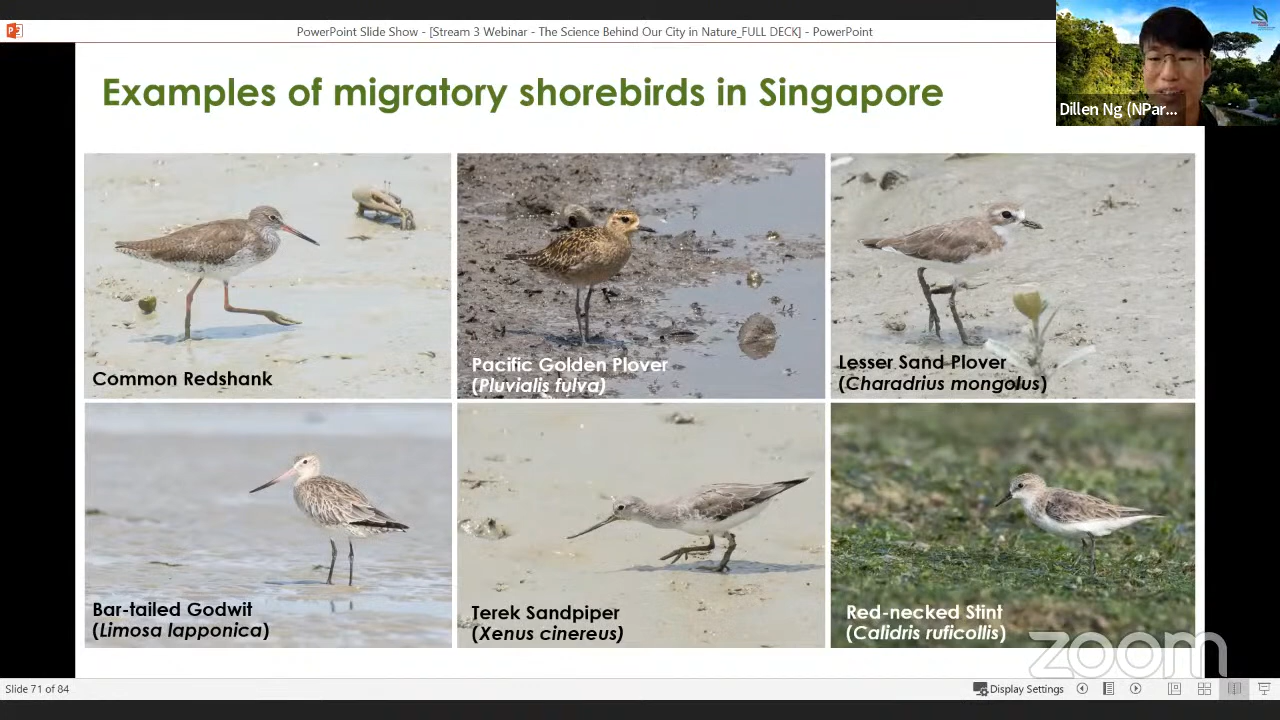 PowerPoint Slide Show - [Stream 3 Webinar - The Science Behind Our City in Nature_FULL DECK] - PowerPoint
Dillen Ng (NPar...
Examples of migratory shorebirds in Singapore
Common Redshank
Pacific Golden Plover
(Pluvialis fulva)
Lesser Sand Plover
(Charadrius mongolus)
Bar-tailed Godwit
(Limosa lapponica)
Terek Sandpiper
(Xenus cinereus)
Red-necked Stint
(Calidris ruficollis)
zoom
Slide 71 of 84
Display Settings